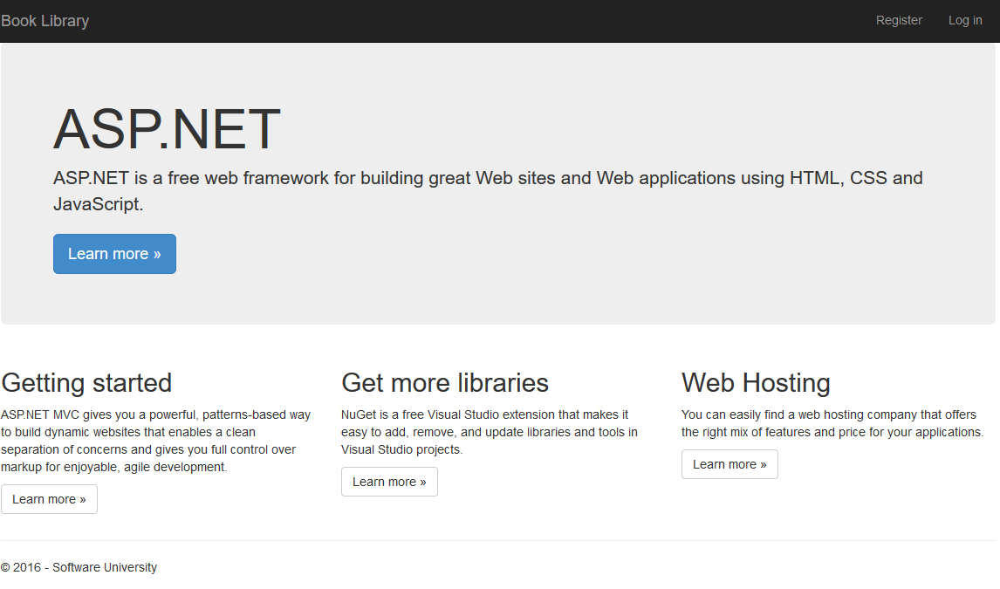 Book Library
Register
Log in
ASP.NET
ASP.NET is a free web framework for building great Web sites and Web applications using HTML, CSS and
JavaScript.
Learn more »
Getting started
ASP.NET MVC gives you a powerful, patterns-based way
to build dynamic websites that enables a clean
separation of concerns and gives you full control over
markup for enjoyable, agile development.
Learn more »
Get more libraries
NuGet is a free Visual Studio extension that makes it
easy to add, remove, and update libraries and tools in
Visual Studio projects.
Learn more »
Web Hosting
You can easily find a web hosting company that offers
the right mix of features and price for your applications.
Learn more »
© 2016 - Software University